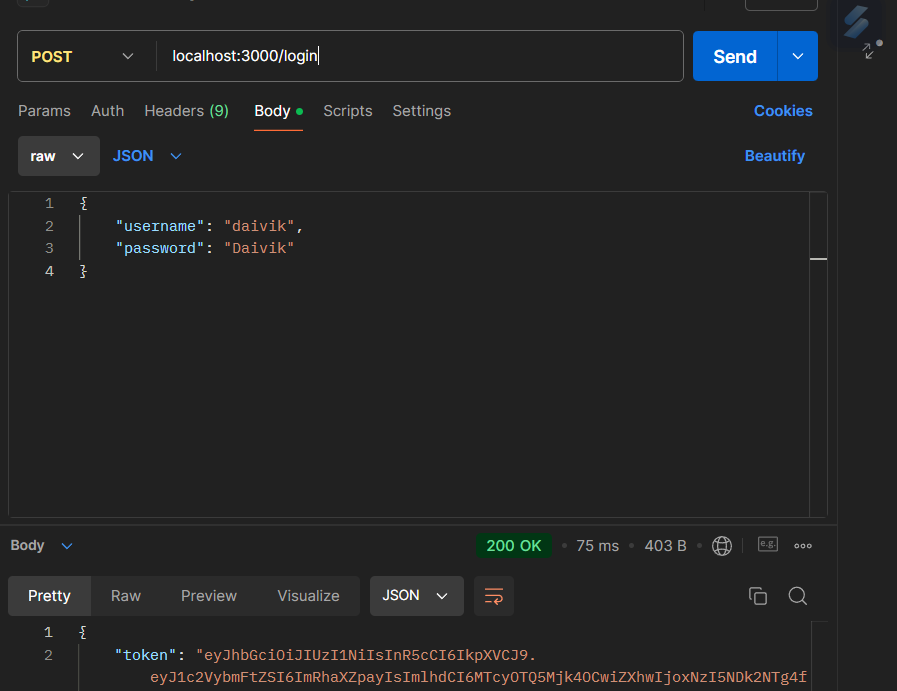 POST
localhost:3000/login
Send
Params Auth Headers (9) Body Scripts Settings Cookies
raw JSON Beautify
1 {
2 "username": "daivik",
3 "password": "Daivik"
4 }
Body 200 OK 75 ms 403 B e.g.
Pretty Raw Preview Visualize JSON
1 {
2 "token": "eyJhbGciOiJIUzI1NiIsInR5cCI6IkpXVCJ9.
eyJ1c2VybmFtZSI6ImRhaXZpayIsImlhdCI6MTcyOTQ5Mjk4OCwiZXhwIjoxNzI5NDk2NTg4f